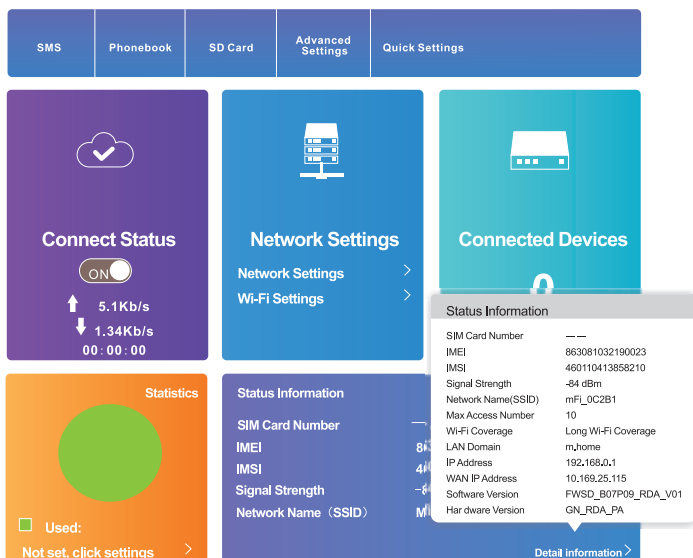 SMS
Phonebook
SD Card
Advanced
Settings
Quick Settings
Connect Status
ON
5.1Kb/s
1.34Kb/s
00:00:00
Network Settings
Network Settings >
Wi-Fi Settings >
Connected Devices
0
Status Information
SIM Card Number — —
IMEI 863081032190023
IMSI 460110413858210
Signal Strength -84 dBm
Network Name(SSID) mFi_0C2B1
Max Access Number 10
Wi-Fi Coverage Long Wi-Fi Coverage
LAN Domain m.home
IP Address 192.168.0.1
WAN IP Address 10.169.25.115
Software Version FWSD_B07P09_RDA_V01
Har dware Version GN_RDA_PA
Statistics
Used:
Not set, click settings >
Status Information
SIM Card Number —
IMEI 8
IMSI 4
Signal Strength -
Network Name（SSID） M
Detail information >